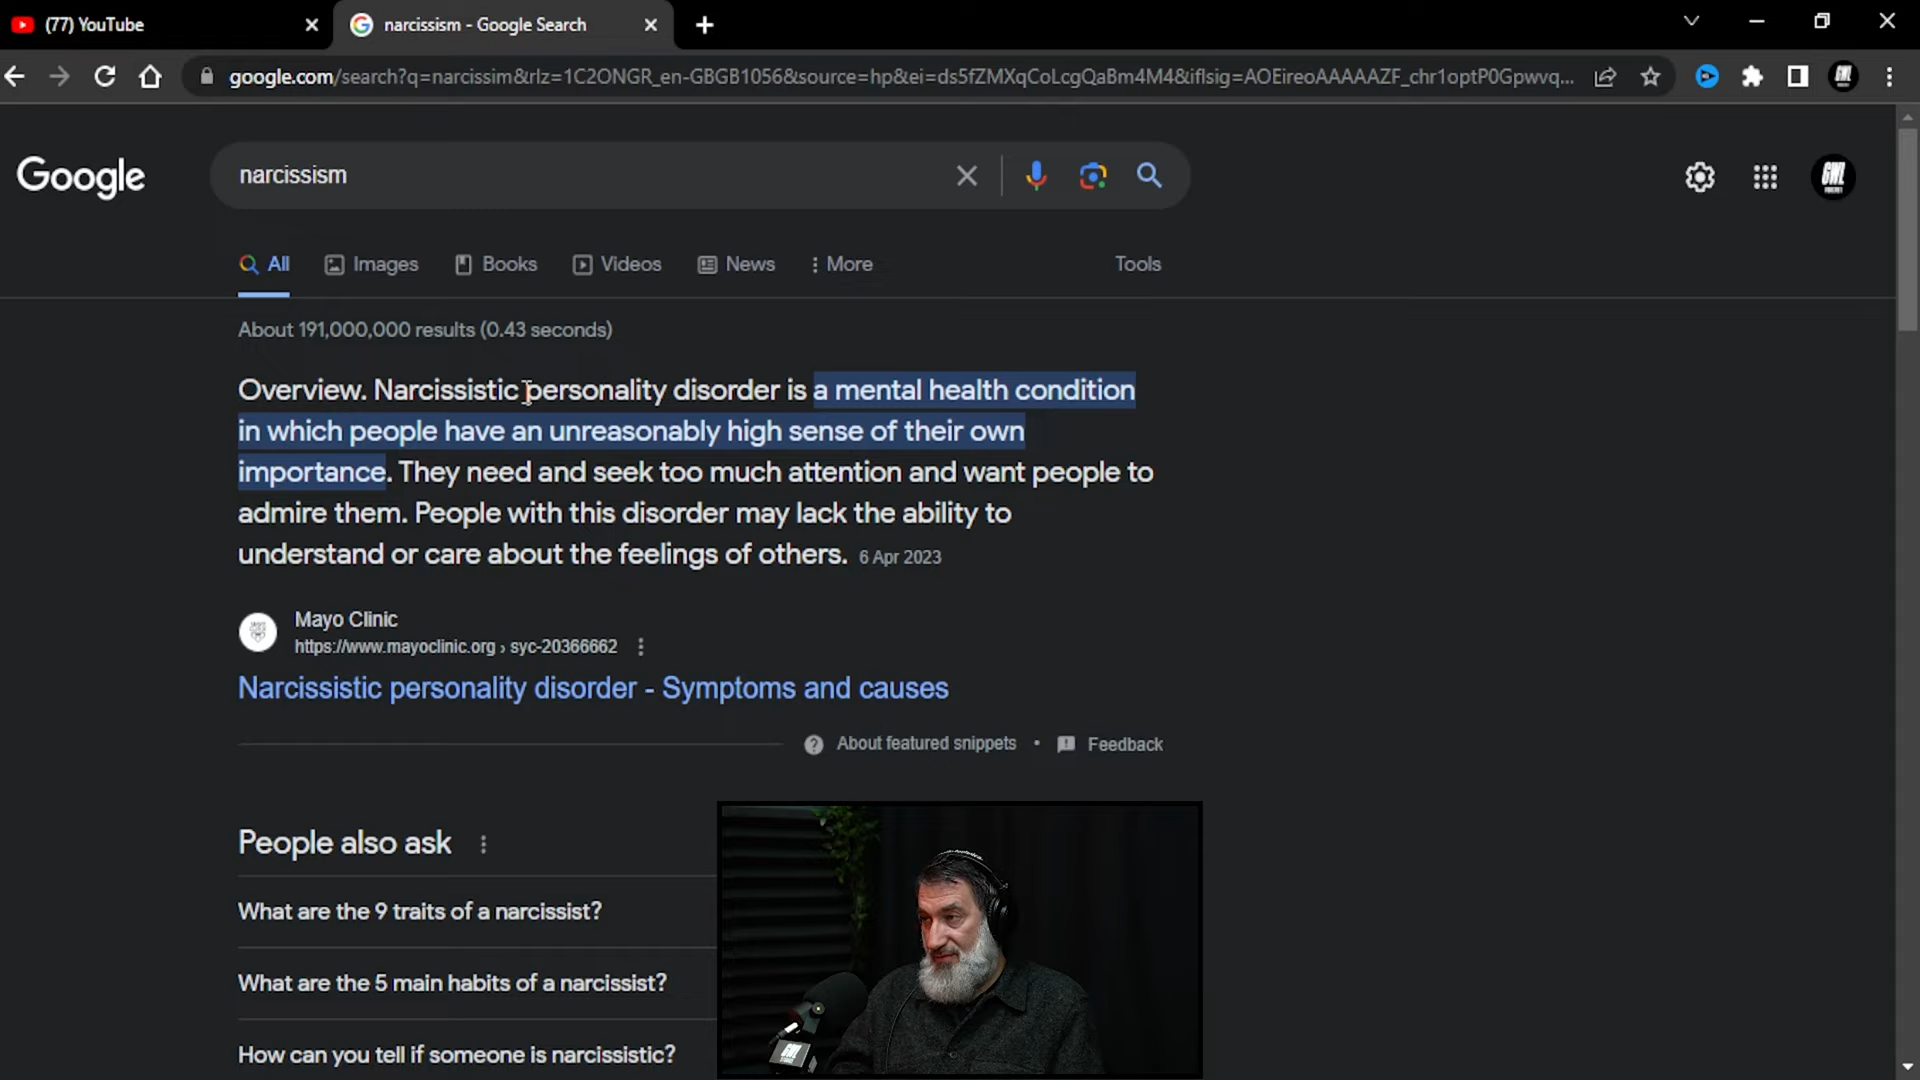 (77) YouTube
narcissism - Google Search
google.com/search?q=narcissim&rlz=1C2ONGR_en-GBGB1056&source=hp&ei=ds5fZMXqCoLcgQaBm4M4&iflsig=AOEireoAAAAAZF_chr1optP0Gpwvq...
Google
narcissism
GWL
All
Images
Books
Videos
News
More
Tools
About 191,000,000 results (0.43 seconds)
Overview. Narcissistic personality disorder is a mental health condition
in which people have an unreasonably high sense of their own
importance. They need and seek too much attention and want people to
admire them. People with this disorder may lack the ability to
understand or care about the feelings of others. 6 Apr 2023
Mayo Clinic
https://www.mayoclinic.org › syc-20366662
Narcissistic personality disorder - Symptoms and causes
About featured snippets • Feedback
People also ask
What are the 9 traits of a narcissist?
What are the 5 main habits of a narcissist?
How can you tell if someone is narcissistic?
GWL